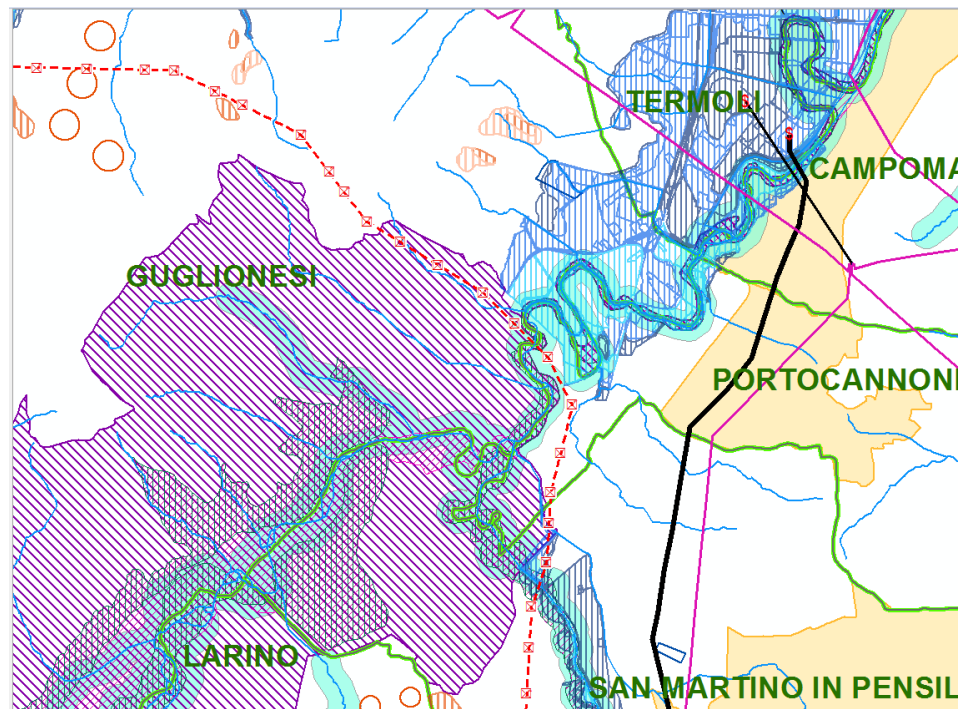 TERMOLI
CAMPOMA
GUGLIONESI
PORTOCANNONE
LARINO
SAN MARTINO IN PENSIL